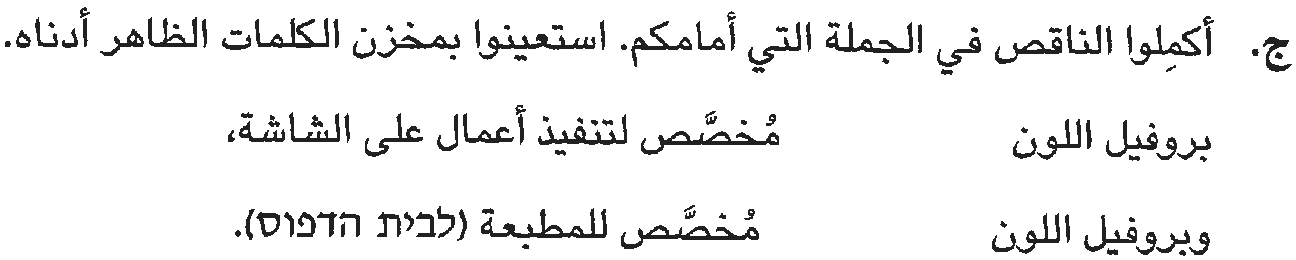 ج. أكمِلوا الناقص في الجملة التي أمامكم. استعينوا بمخزن الكلمات الظاهر أدناه.
بروفيل اللون مُخصَّص لتنفيذ أعمال على الشاشة،
وبروفيل اللون مُخصَّص للمطبعة (לבית הדפוס).